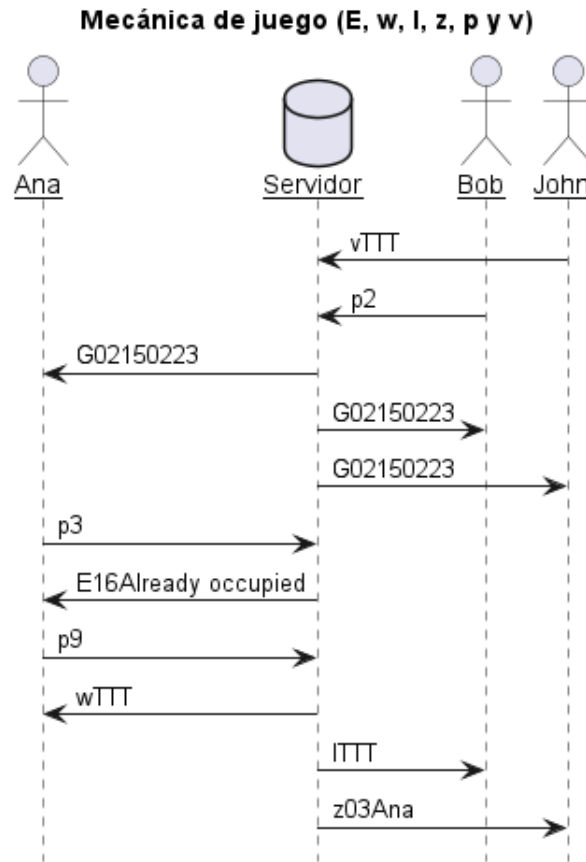 Mecánica de juego (E, w, l, z, p y v)
Ana Servidor Bob John
vTTT
p2
G02150223
G02150223
G02150223
p3
E16Already occupied
p9
wTTT
lTTT
z03Ana